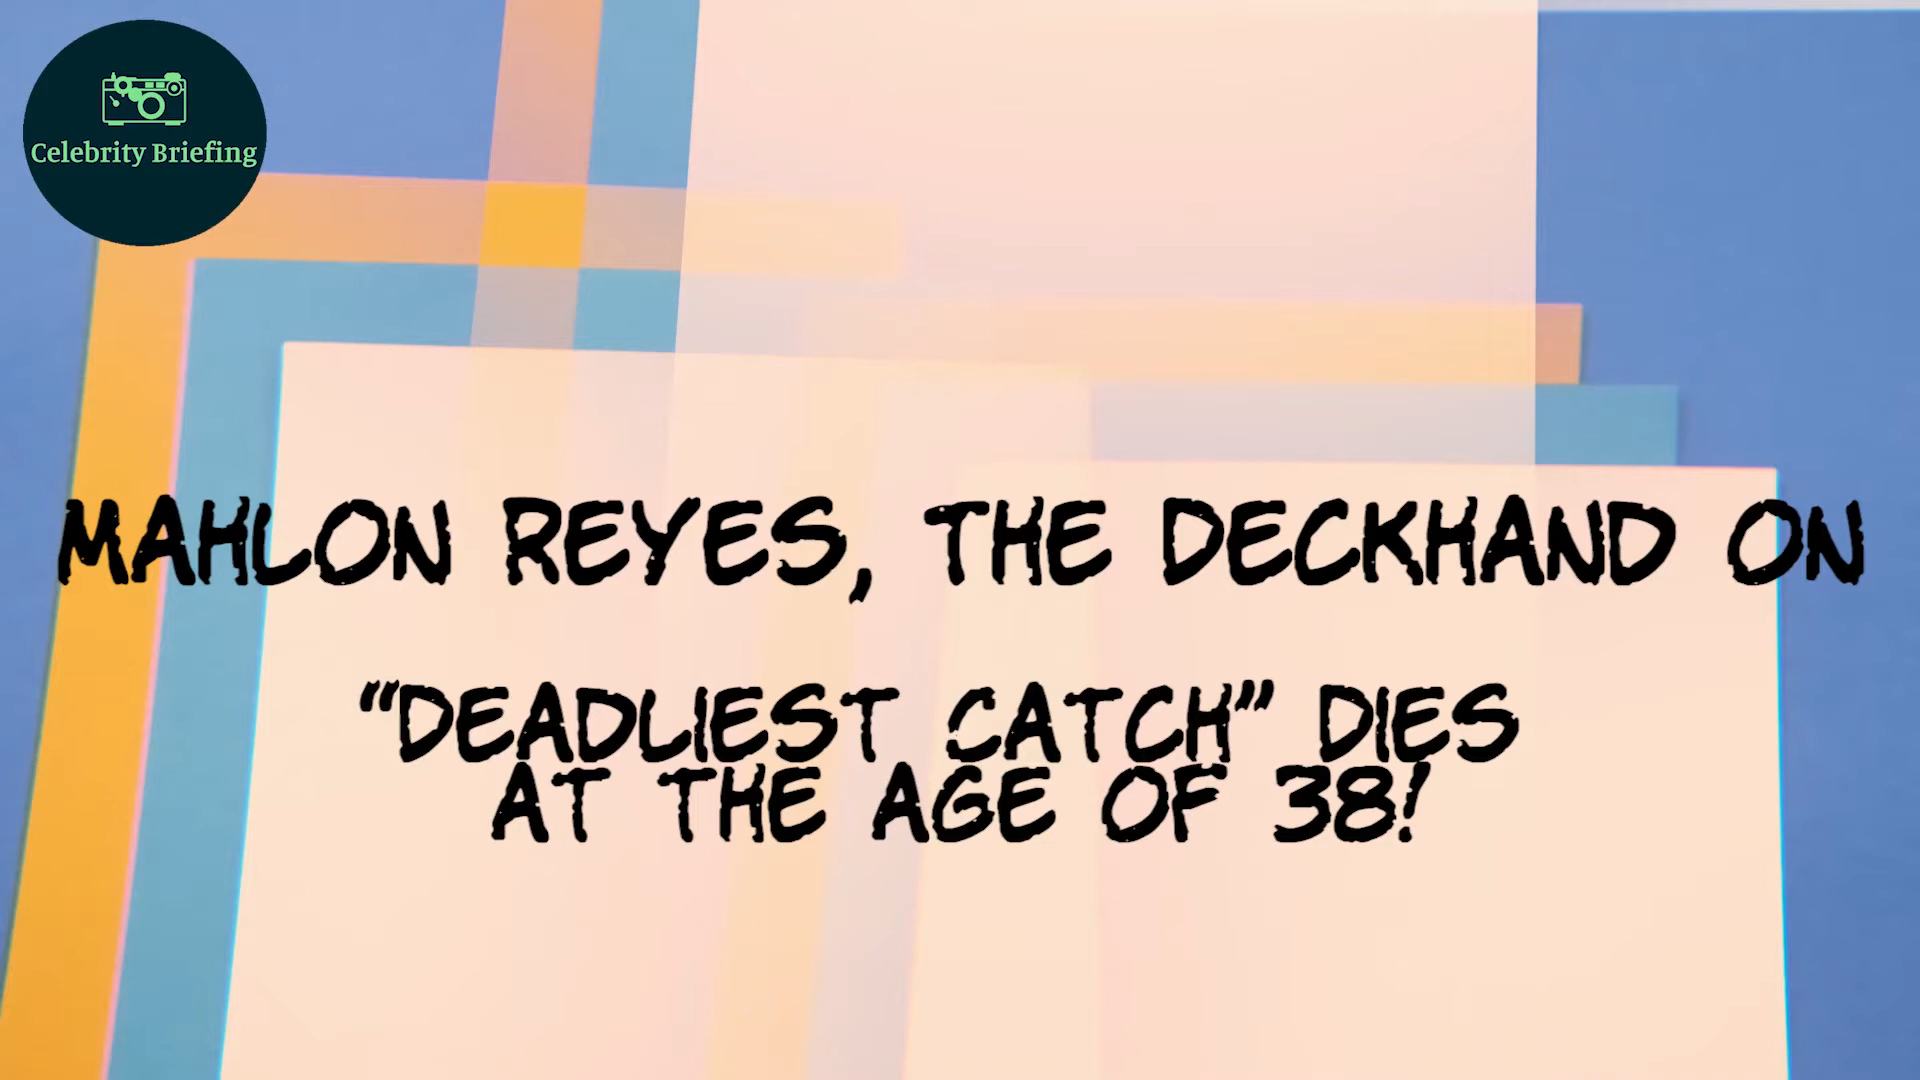 Celebrity Briefing
MAHLON REYES, THE DECKHAND ON
“DEADLIEST CATCH” DIES
AT THE AGE OF 38!